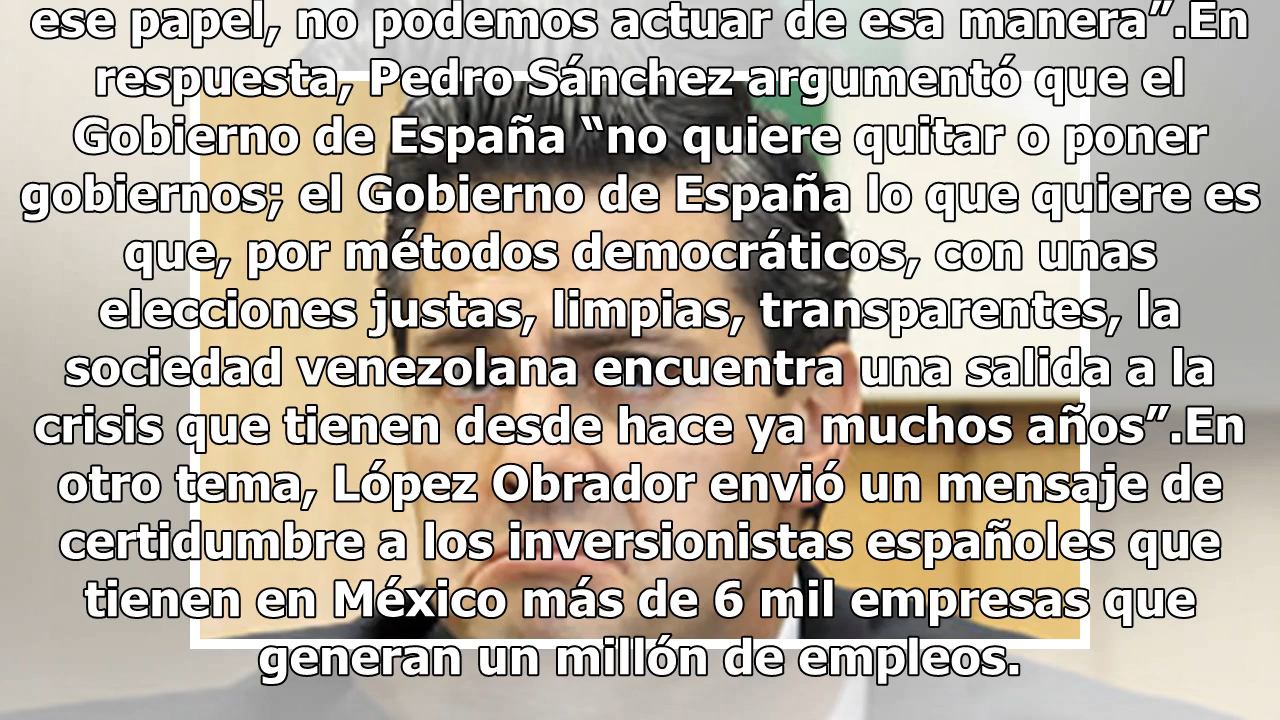 ese papel, no podemos actuar de esa manera”.En
respuesta, Pedro Sánchez argumentó que el
Gobierno de España “no quiere quitar o poner
gobiernos; el Gobierno de España lo que quiere es
que, por métodos democráticos, con unas
elecciones justas, limpias, transparentes, la
sociedad venezolana encuentra una salida a la
crisis que tienen desde hace ya muchos años”.En
otro tema, López Obrador envió un mensaje de
certidumbre a los inversionistas españoles que
tienen en México más de 6 mil empresas que
generan un millón de empleos.